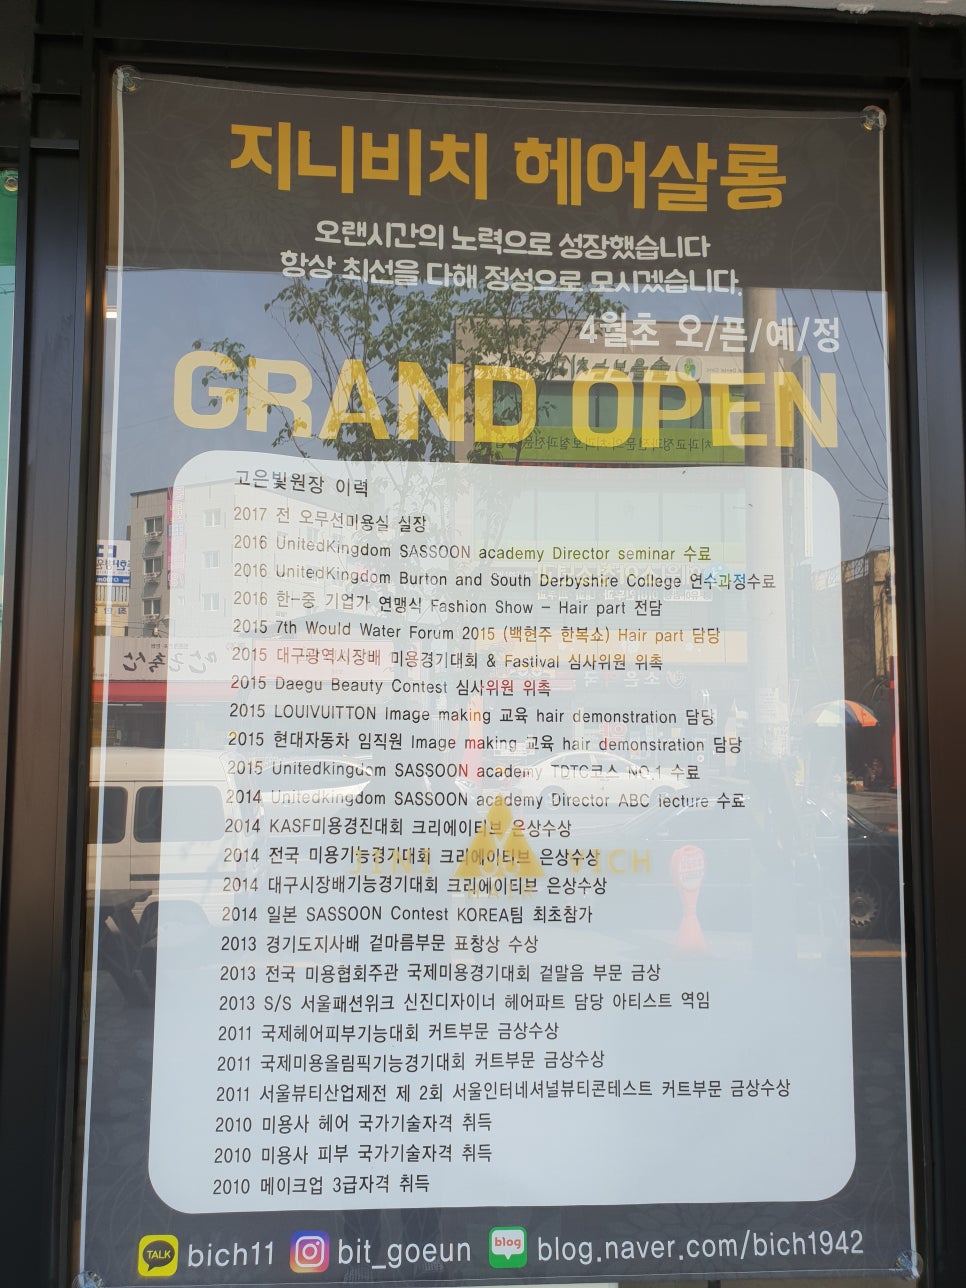 지니비치 헤어살롱
오랜시간의 노력으로 성장했습니다
항상 최선을 다해 정성으로 모시겠습니다.
4월초 오/픈/예/정
GRAND OPEN
고은빛원장 이력
2017 전 오무선미용실 실장
2016 UnitedKingdom SASSOON academy Director seminar 수료
2016 UnitedKingdom Burton and South Derbyshire College 연수과정수료
2016 한-중 기업가 연맹식 Fashion Show - Hair part 전담
2015 7th Would Water Forum 2015 (백현주 한복쇼) Hair part 담당
2015 대구광역시장배 미용경기대회 & Fastival 심사위원 위촉
2015 Daegu Beauty Contest 심사위원 위촉
2015 LOUIVUITTON Image making 교육 hair demonstration 담당
2015 현대자동차 임직원 Image making 교육 hair demonstration 담당
2015 Unitedkingdom SASSOON academy TDTC코스 NO.1 수료
2014 Unitedkingdom SASSOON academy Director ABC lecture 수료
2014 KASF미용경진대회 크리에이티브 은상수상
2014 전국 미용기능경기대회 크리에이티브 은상수상
JINI BICH
2014 대구시장배기능경기대회 크리에이티브 은상수상
2014 일본 SASSOON Contest KOREA팀 최초참가
2013 경기도지사배 겉마름부문 표창상 수상
2013 전국 미용협회주관 국제미용경기대회 겉말음 부문 금상
2013 S/S 서울패션위크 신진디자이너 헤어파트 담당 아티스트 역임
2011 국제헤어피부기능대회 커트부문 금상수상
2011 국제미용올림픽기능경기대회 커트부문 금상수상
2011 서울뷰티산업제전 제 2회 서울인터네셔널뷰티콘테스트 커트부문 금상수상
2010 미용사 헤어 국가기술자격 취득
2010 미용사 피부 국가기술자격 취득
2010 메이크업 3급자격 취득
TALK bich11 bit_goeun blog blog.naver.com/bich1942